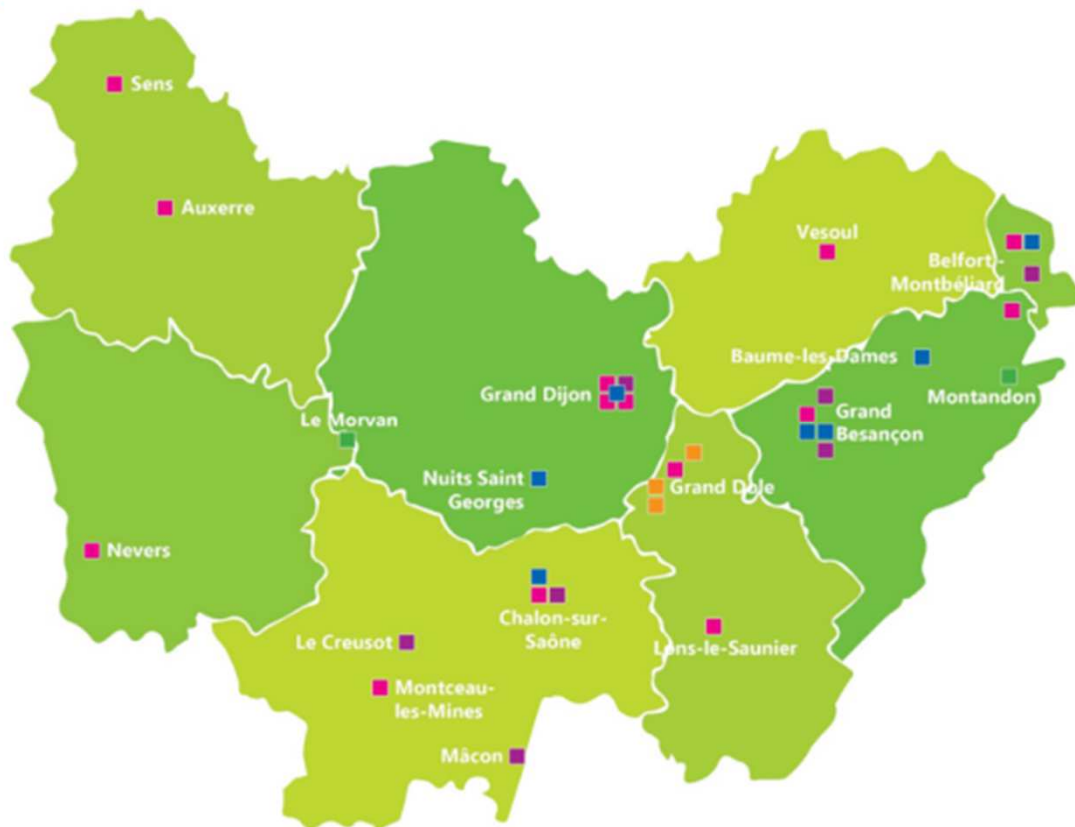 Sens
Auxerre
Vesoul
Belfort,-
Montbéliard
Baume-les-Dames
Montandon
Grand Dijon
Grand
Besançon
Le Morvan
Nuits Saint
Georges
Grand Dole
Nevers
Chalon-sur-
Saône
Le Creusot
Lons-le-Saunier
Montceau-
les-Mines
Mâcon